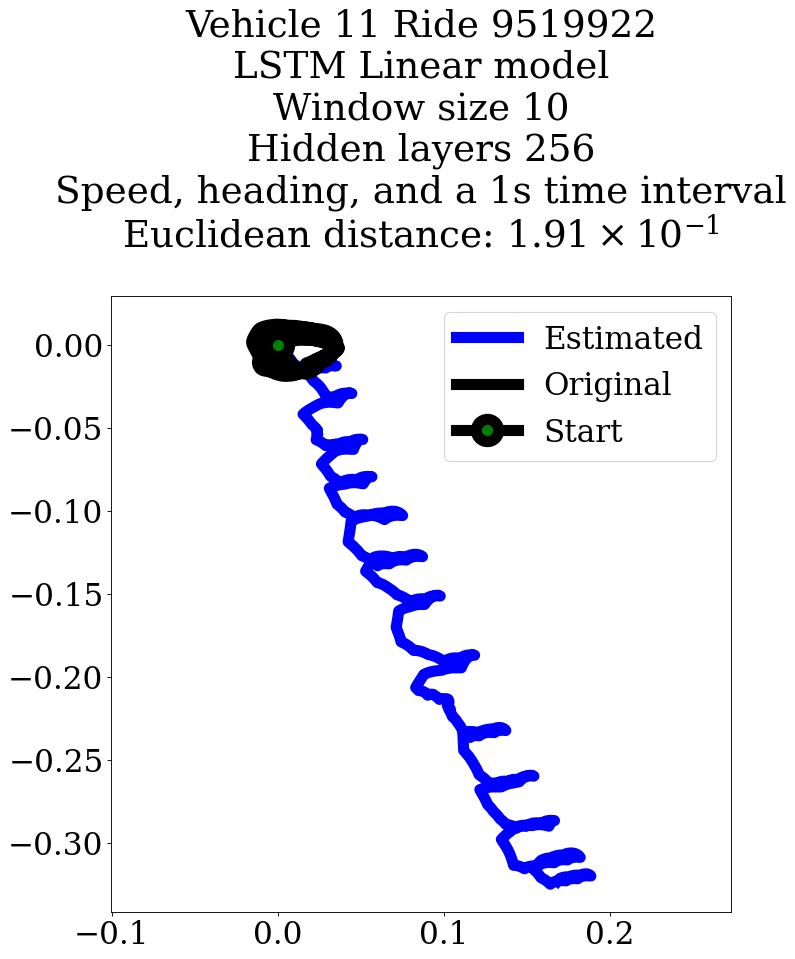 Vehicle 11 Ride 9519922
LSTM Linear model
Window size 10
Hidden layers 256
Speed, heading, and a 1s time interval
Euclidean distance: 1.91 × 10⁻¹
Estimated
Original
Start
0.00
−0.05
−0.10
−0.15
−0.20
−0.25
−0.30
−0.1 0.0 0.1 0.2